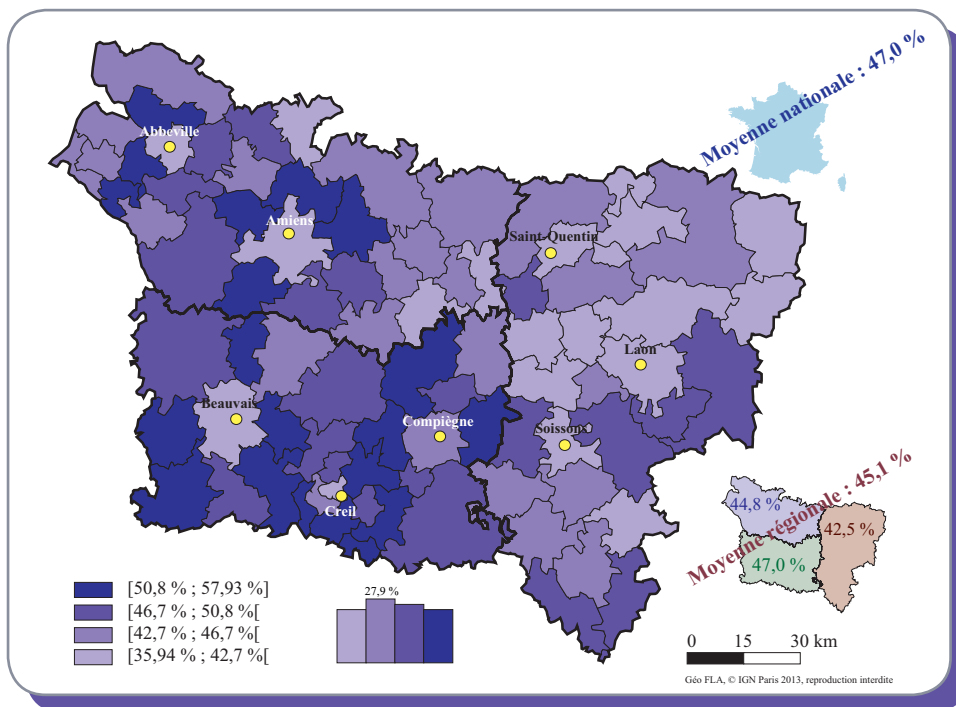 Moyenne nationale : 47,0 %
Abbeville
Amiens
Saint-Quentin
Laon
Beauvais
Compiègne
Soissons
Creil
Moyenne régionale : 45,1 %
44,8 %
42,5 %
47,0 %
[50,8 % ; 57,93 %]
[46,7 % ; 50,8 %[
[42,7 % ; 46,7 %[
[35,94 % ; 42,7 %[
27,9 %
0 15 30 km
Géo FLA, © IGN Paris 2013, reproduction interdite